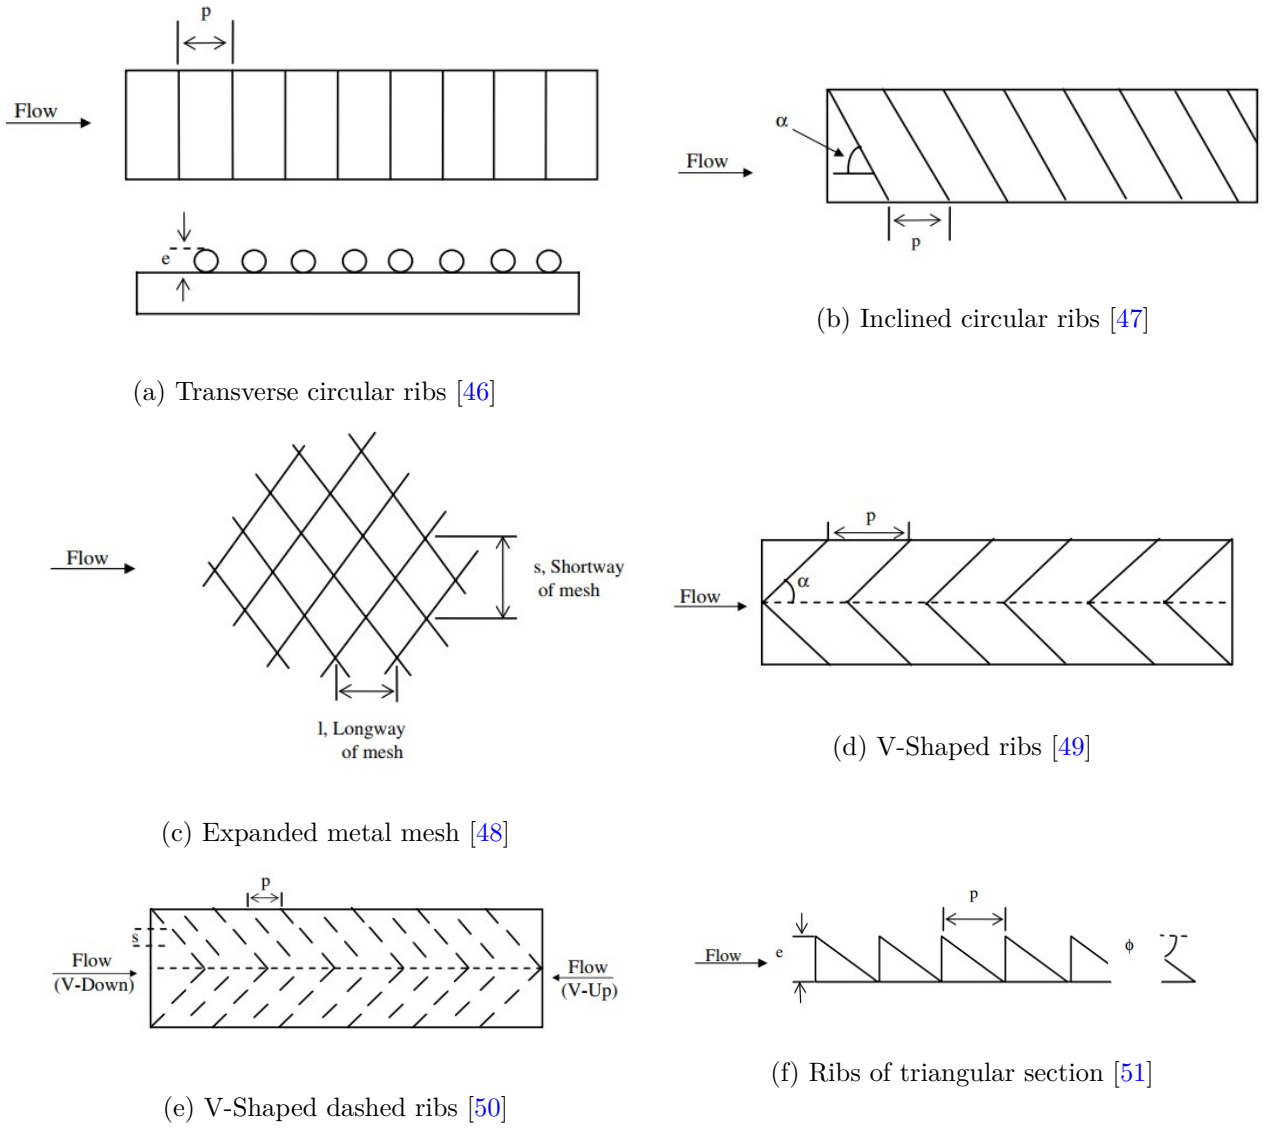 p
Flow
e
(a) Transverse circular ribs [46]
α
Flow
p
(b) Inclined circular ribs [47]
Flow
s, Shortway
of mesh
l, Longway
of mesh
(c) Expanded metal mesh [48]
p
α
Flow
(d) V-Shaped ribs [49]
p
s
Flow
(V-Down)
Flow
(V-Up)
(e) V-Shaped dashed ribs [50]
p
e
Flow
ϕ
(f) Ribs of triangular section [51]